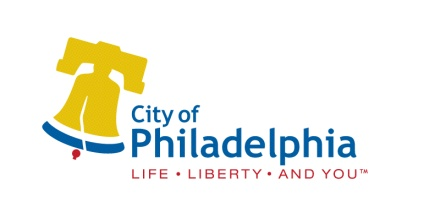 City of
Philadelphia
LIFE • LIBERTY • AND YOU™